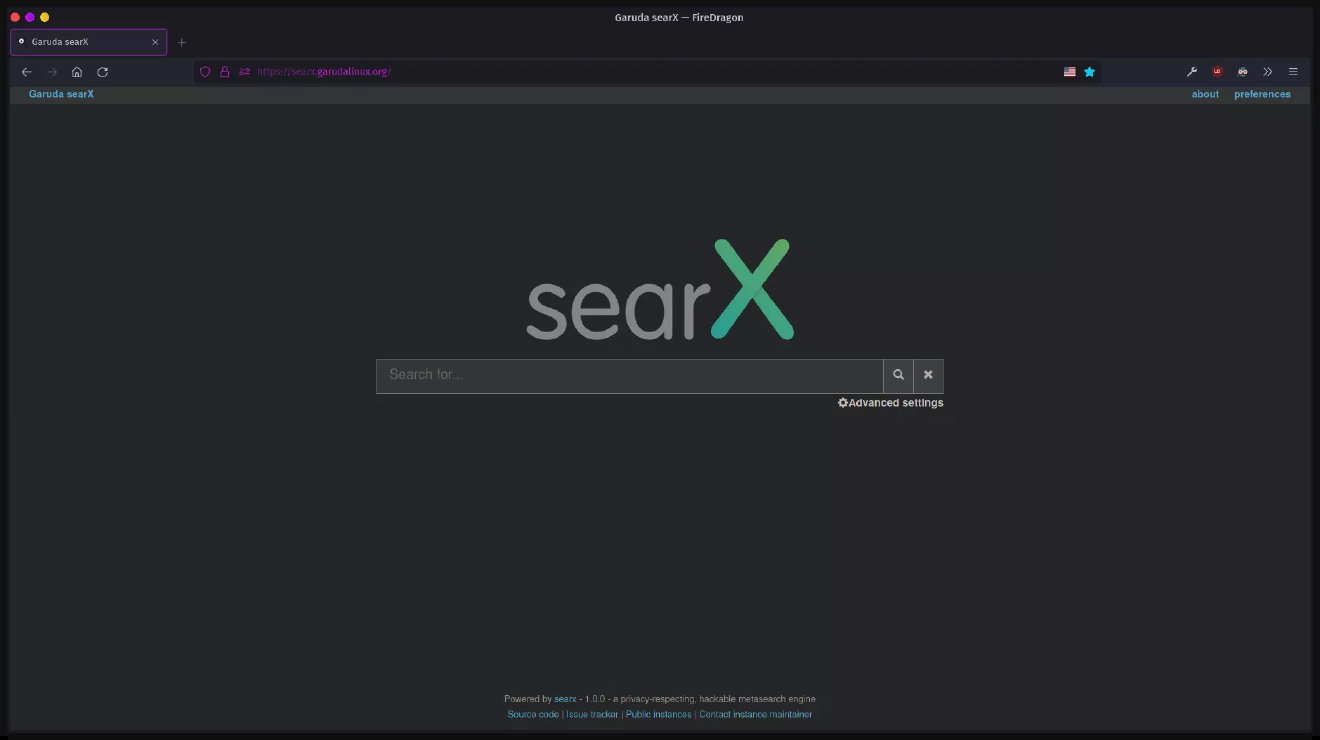 Garuda searX — FireDragon
Garuda searX
https://searx.garudalinux.org/
Garuda searX about preferences
searX
Search for...
Advanced settings
Powered by searx - 1.0.0 - a privacy-respecting, hackable metasearch engine
Source code | Issue tracker | Public instances | Contact instance maintainer